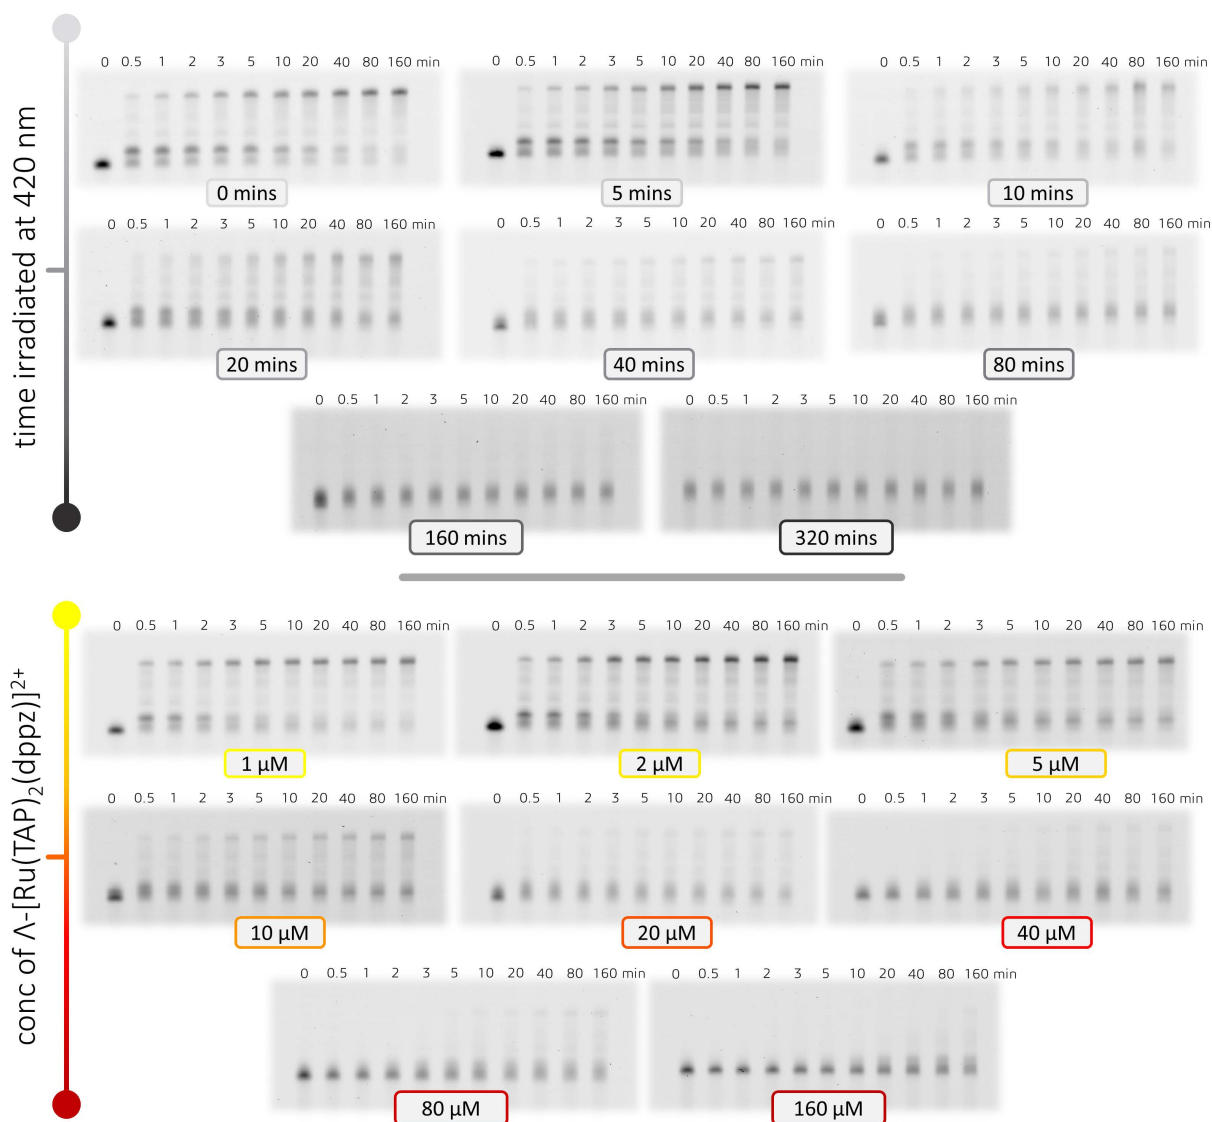 time irradiated at 420 nm
0 0.5 1 2 3 5 10 20 40 80 160 min
0 0.5 1 2 3 5 10 20 40 80 160 min
0 0.5 1 2 3 5 10 20 40 80 160 min
0 mins
5 mins
10 mins
0 0.5 1 2 3 5 10 20 40 80 160 min
0 0.5 1 2 3 5 10 20 40 80 160 min
0 0.5 1 2 3 5 10 20 40 80 160 min
20 mins
40 mins
80 mins
0 0.5 1 2 3 5 10 20 40 80 160 min
0 0.5 1 2 3 5 10 20 40 80 160 min
160 mins
320 mins
conc of Λ-[Ru(TAP)₂(dppz)]²⁺
0 0.5 1 2 3 5 10 20 40 80 160 min
0 0.5 1 2 3 5 10 20 40 80 160 min
0 0.5 1 2 3 5 10 20 40 80 160 min
1 μM
2 μM
5 μM
0 0.5 1 2 3 5 10 20 40 80 160 min
0 0.5 1 2 3 5 10 20 40 80 160 min
0 0.5 1 2 3 5 10 20 40 80 160 min
10 μM
20 μM
40 μM
0 0.5 1 2 3 5 10 20 40 80 160 min
0 0.5 1 2 3 5 10 20 40 80 160 min
80 μM
160 μM